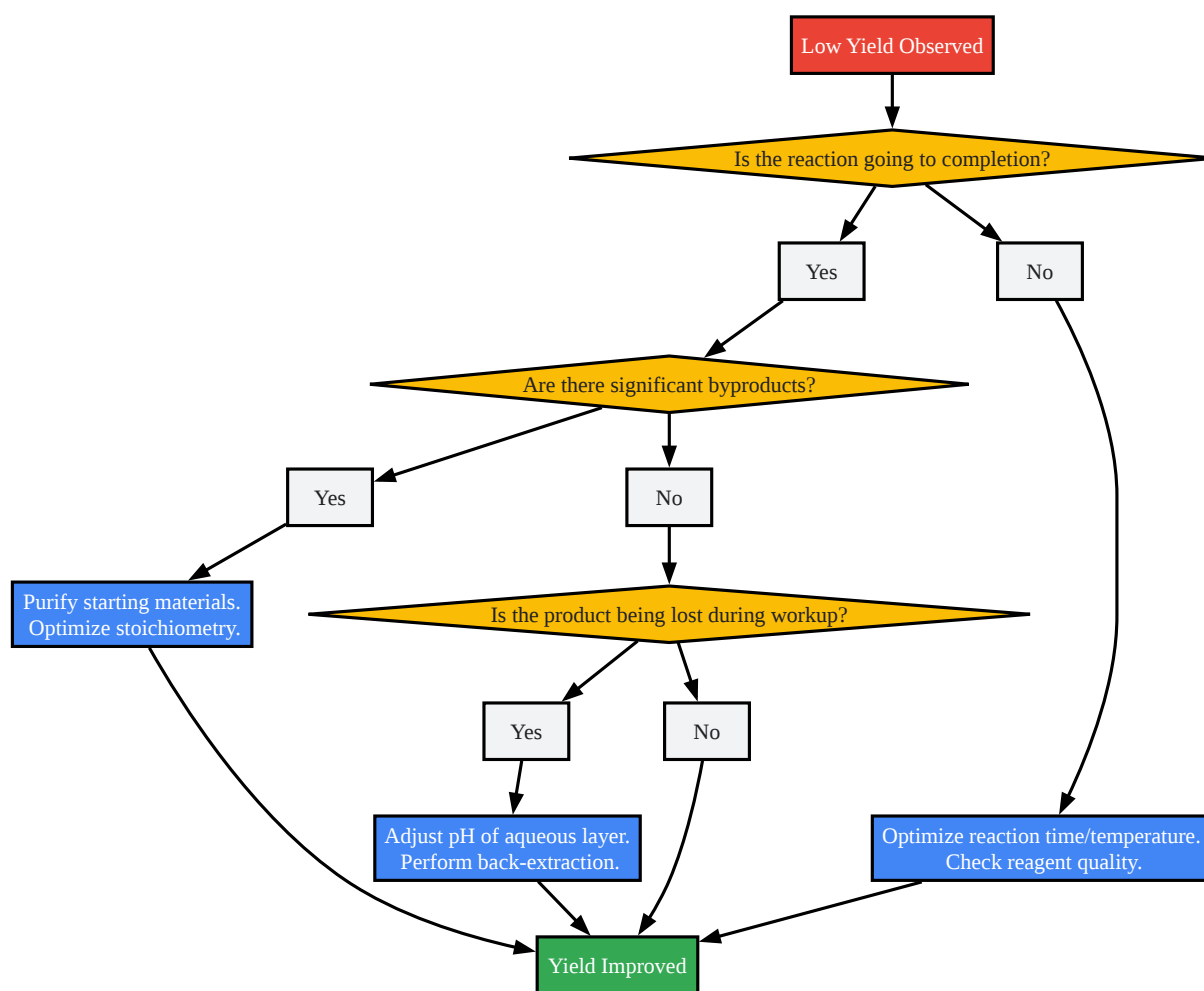 Low Yield Observed
Is the reaction going to completion?
Yes
No
Are there significant byproducts?
Yes
No
Purify starting materials.
Optimize stoichiometry.
Is the product being lost during workup?
Yes
No
Adjust pH of aqueous layer.
Perform back-extraction.
Optimize reaction time/temperature.
Check reagent quality.
Yield Improved